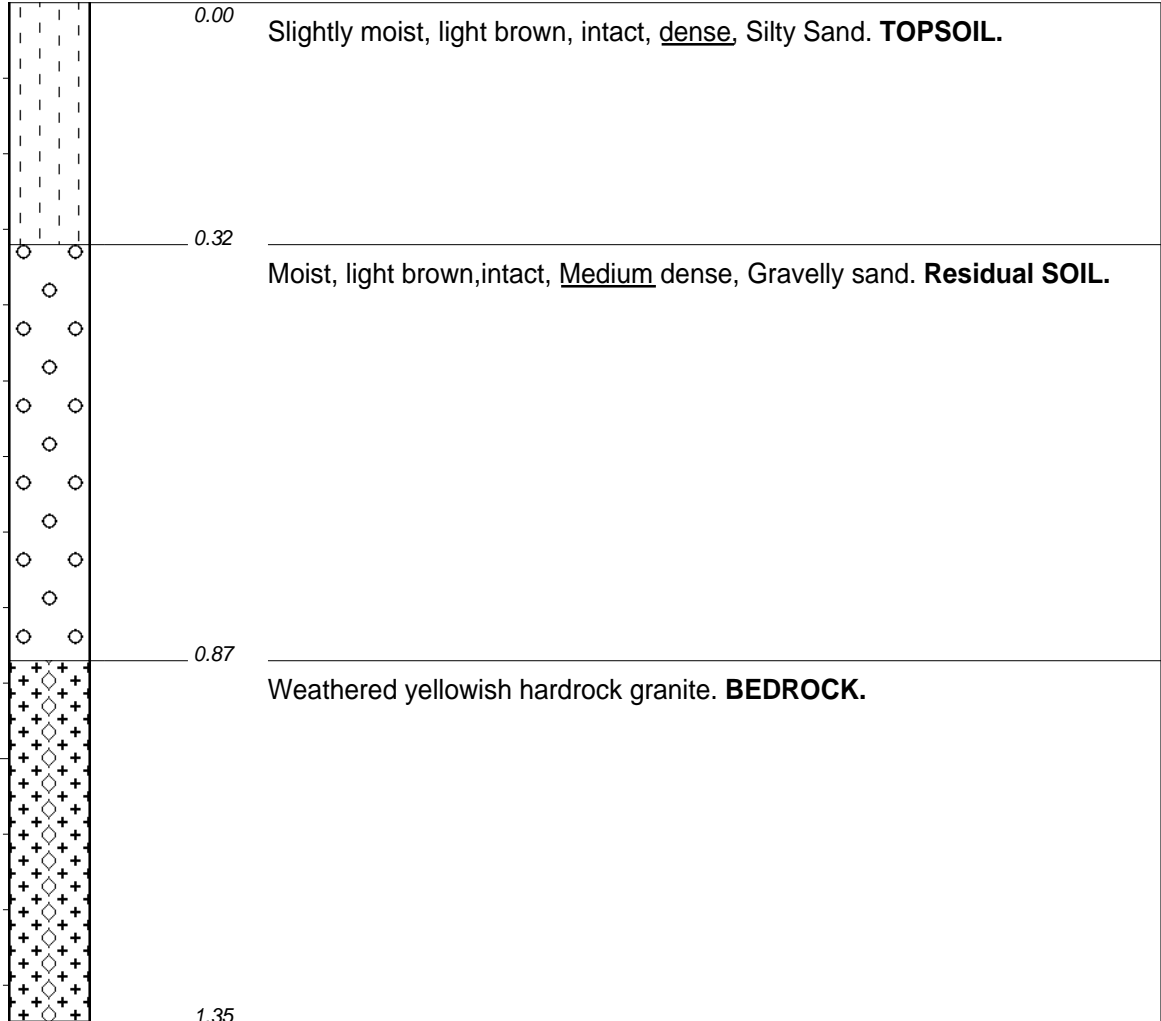 0.00
Slightly moist, light brown, intact, dense, Silty Sand. TOPSOIL.
0.32
Moist, light brown,intact, Medium dense, Gravelly sand. Residual SOIL.
0.87
Weathered yellowish hardrock granite. BEDROCK.
1.35